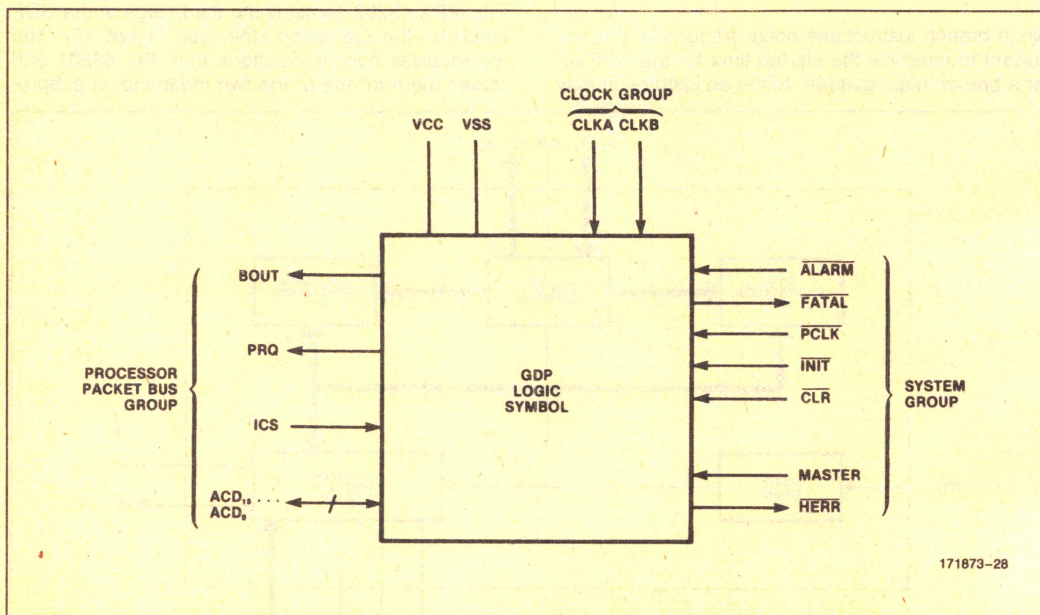 CLOCK GROUP
VCC VSS CLKA CLKB
BOUT
PRQ
ICS
ACD₁₅ ...
ACD₀
PROCESSOR
PACKET BUS
GROUP
GDP
LOGIC
SYMBOL
ALARM
FATAL
PCLK
INIT
CLR
MASTER
HERR
SYSTEM
GROUP
171873–28